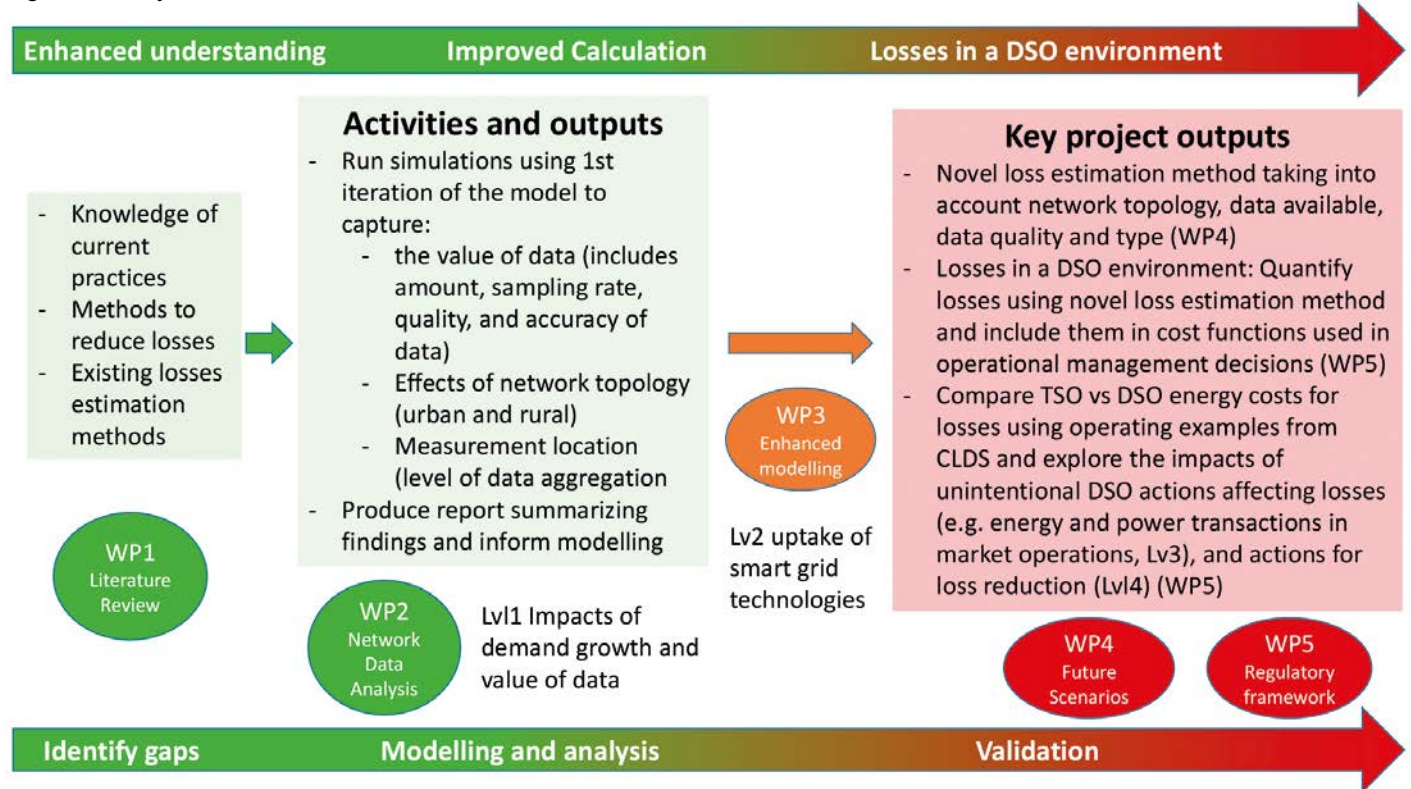 Enhanced understanding
Improved Calculation
Losses in a DSO environment
- Knowledge of
current
practices
- Methods to
reduce losses
- Existing losses
estimation
methods
WP1
Literature
Review
Activities and outputs
- Run simulations using 1st
iteration of the model to
capture:
- the value of data (includes
amount, sampling rate,
quality, and accuracy of
data)
- Effects of network topology
(urban and rural)
- Measurement location
(level of data aggregation
- Produce report summarizing
findings and inform modelling
WP2
Network
Data
Analysis
Lvl1 Impacts of
demand growth and
value of data
WP3
Enhanced
modelling
Lv2 uptake of
smart grid
technologies
Key project outputs
- Novel loss estimation method taking into
account network topology, data available,
data quality and type (WP4)
- Losses in a DSO environment: Quantify
losses using novel loss estimation method
and include them in cost functions used in
operational management decisions (WP5)
- Compare TSO vs DSO energy costs for
losses using operating examples from
CLDS and explore the impacts of
unintentional DSO actions affecting losses
(e.g. energy and power transactions in
market operations, Lv3), and actions for
loss reduction (Lvl4) (WP5)
WP4
Future
Scenarios
WP5
Regulatory
framework
Identify gaps
Modelling and analysis
Validation